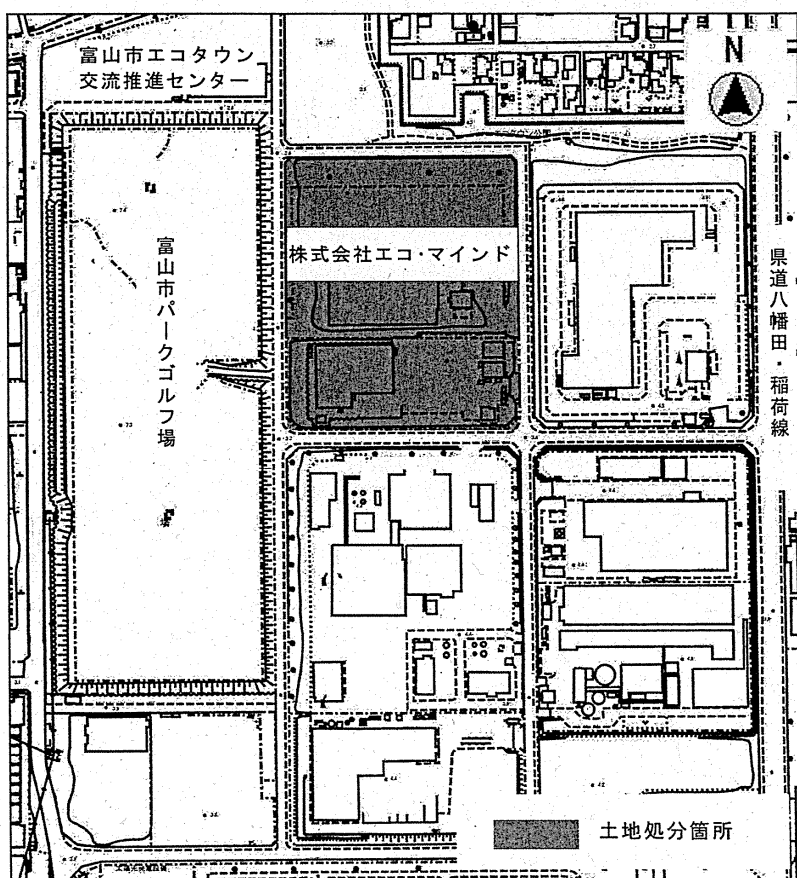 富山市エコタウン
交流推進センター
N
株式会社エコ・マインド
富山市パークゴルフ場
県道八幡田・稲荷線
土地処分箇所